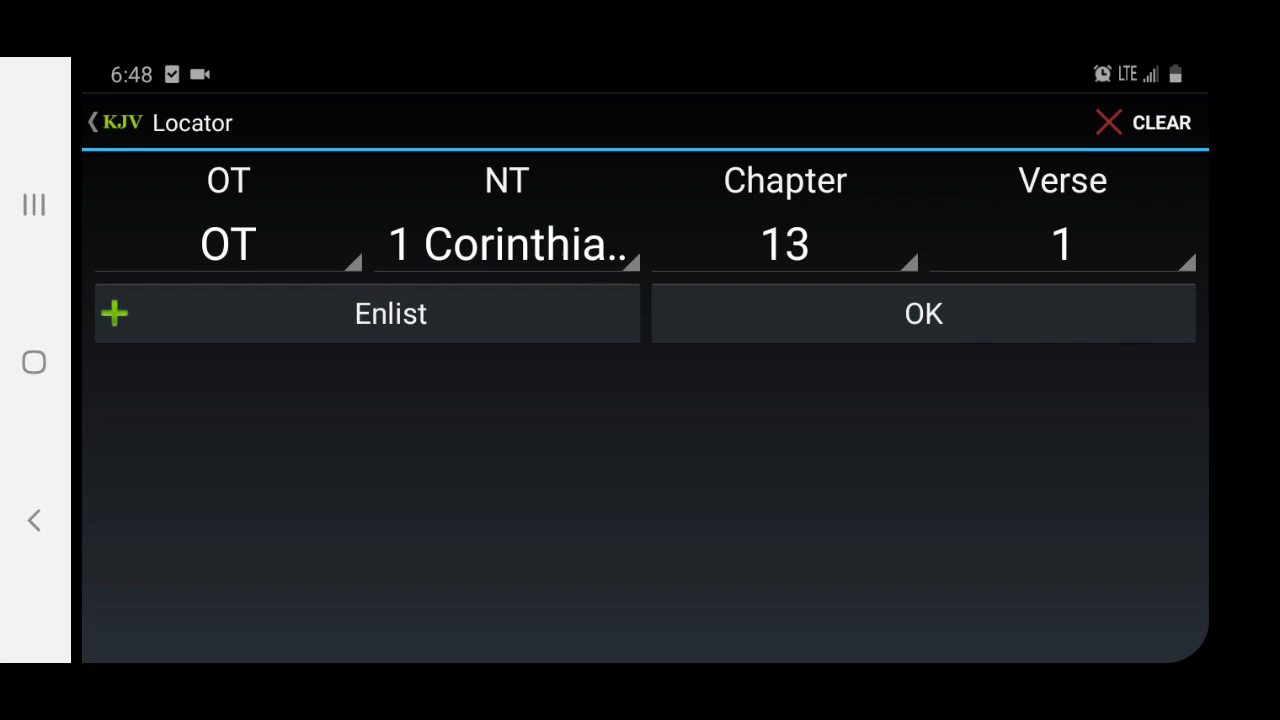 6:48 LTE
KJV Locator CLEAR
OT NT Chapter Verse
OT 1 Corinthia.. 13 1
Enlist OK